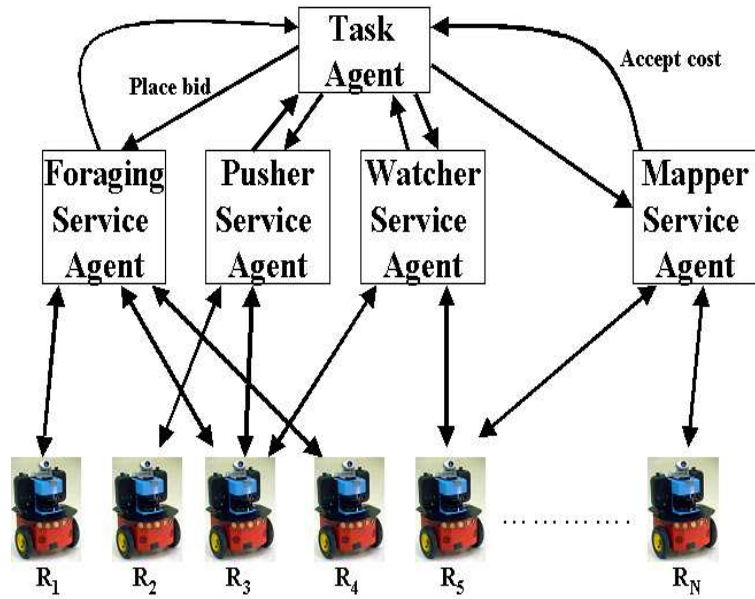 Task
Agent
Place bid
Accept cost
Foraging
Service
Agent
Pusher
Service
Agent
Watcher
Service
Agent
Mapper
Service
Agent
R1
R2
R3
R4
R5
RN